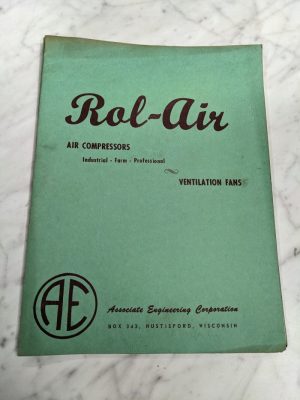 Rol-Air
AIR COMPRESSORS
Industrial - Farm - Professional
VENTILATION FANS
AE
Associate Engineering Corporation
BOX 343, HUSTISFORD, WISCONSIN